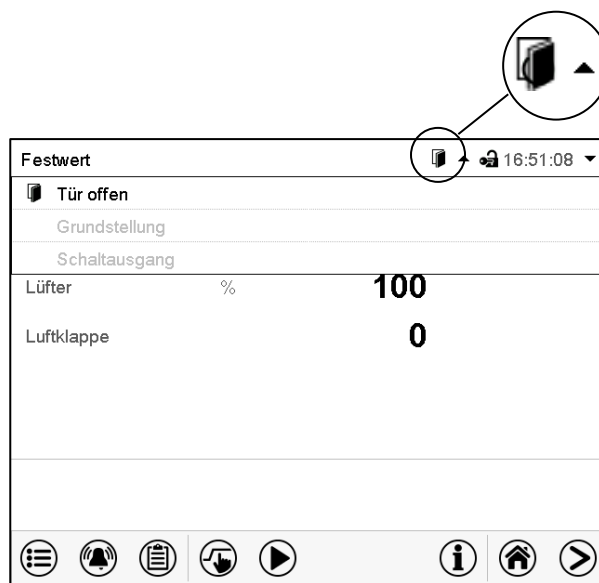 Festwert 16:51:08
Tür offen
Grundstellung
Schaltausgang
Lüfter % 100
Luftklappe 0